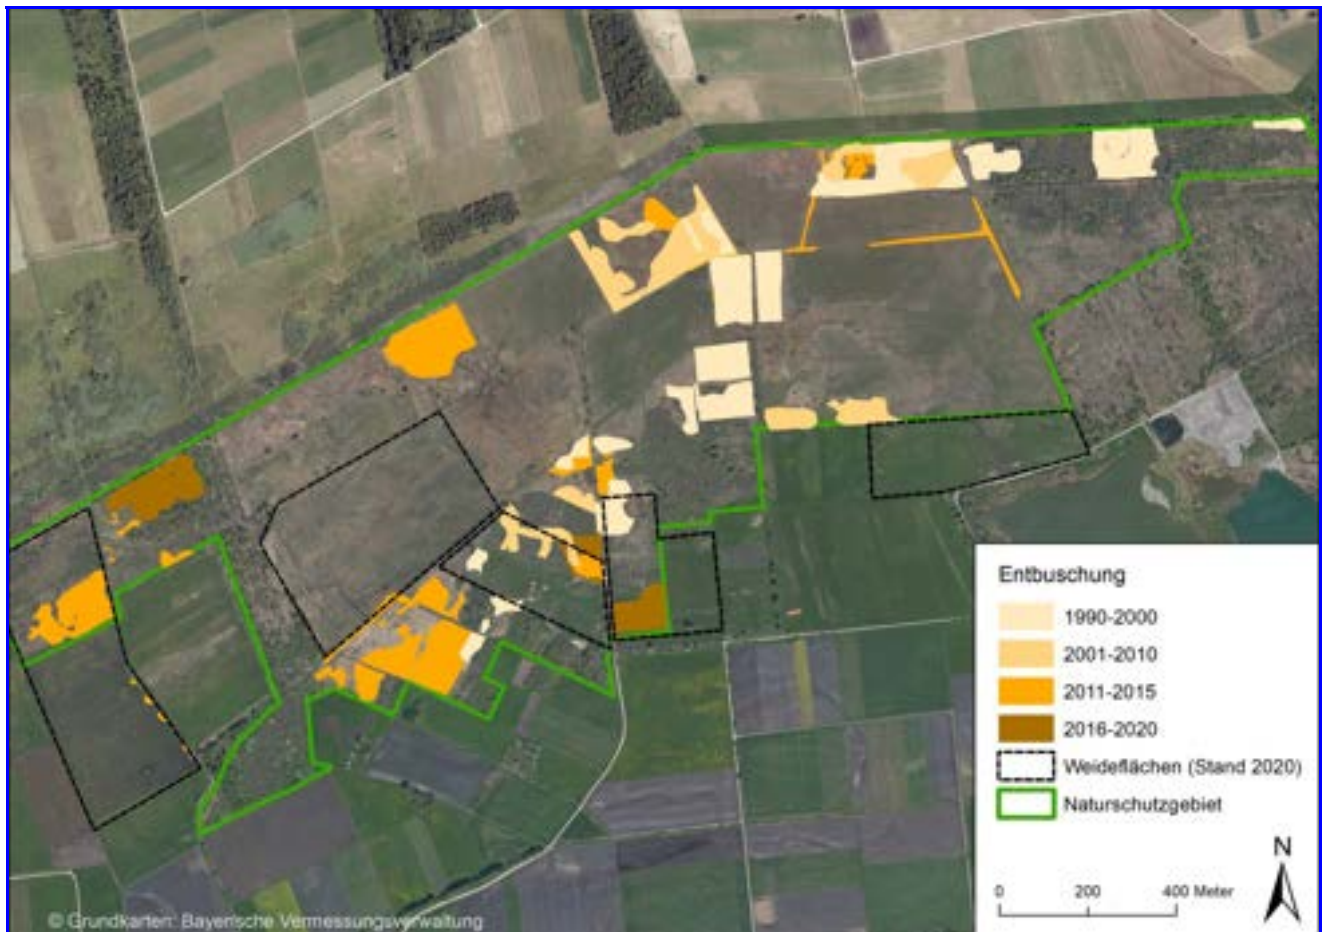 Entbuschung
1990-2000
2001-2010
2011-2015
2016-2020
Weideflächen (Stand 2020)
Naturschutzgebiet
N
0 200 400 Meter
© Grundkarten: Bayerische Vermessungsverwaltung